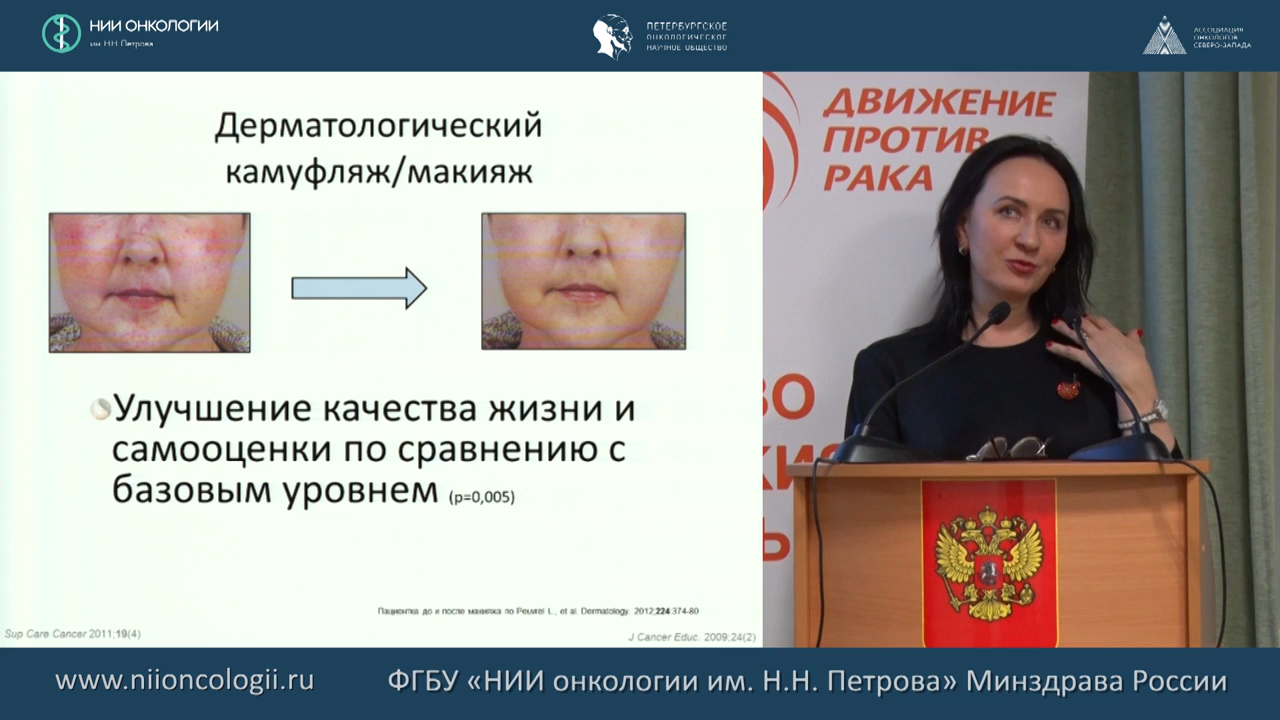 НИИ ОНКОЛОГИИ
им. Н.Н. Петрова
ПЕТЕРБУРГСКОЕ
ОНКОЛОГИЧЕСКОЕ
НАУЧНОЕ ОБЩЕСТВО
АССОЦИАЦИЯ
ОНКОЛОГОВ
СЕВЕРО-ЗАПАДА
Дерматологический
камуфляж/макияж
Улучшение качества жизни и
самооценки по сравнению с
базовым уровнем (p=0,005)
Пациентка до и после макияжа по Peuvrel L., et al. Dermatology. 2012;224:374-80
Sup Care Cancer 2011;19(4)
J Cancer Educ. 2009;24(2)
ДВИЖЕНИЕ
ПРОТИВ
РАКА
ВО
www.niioncologii.ru
ФГБУ «НИИ онкологии им. Н.Н. Петрова» Минздрава России